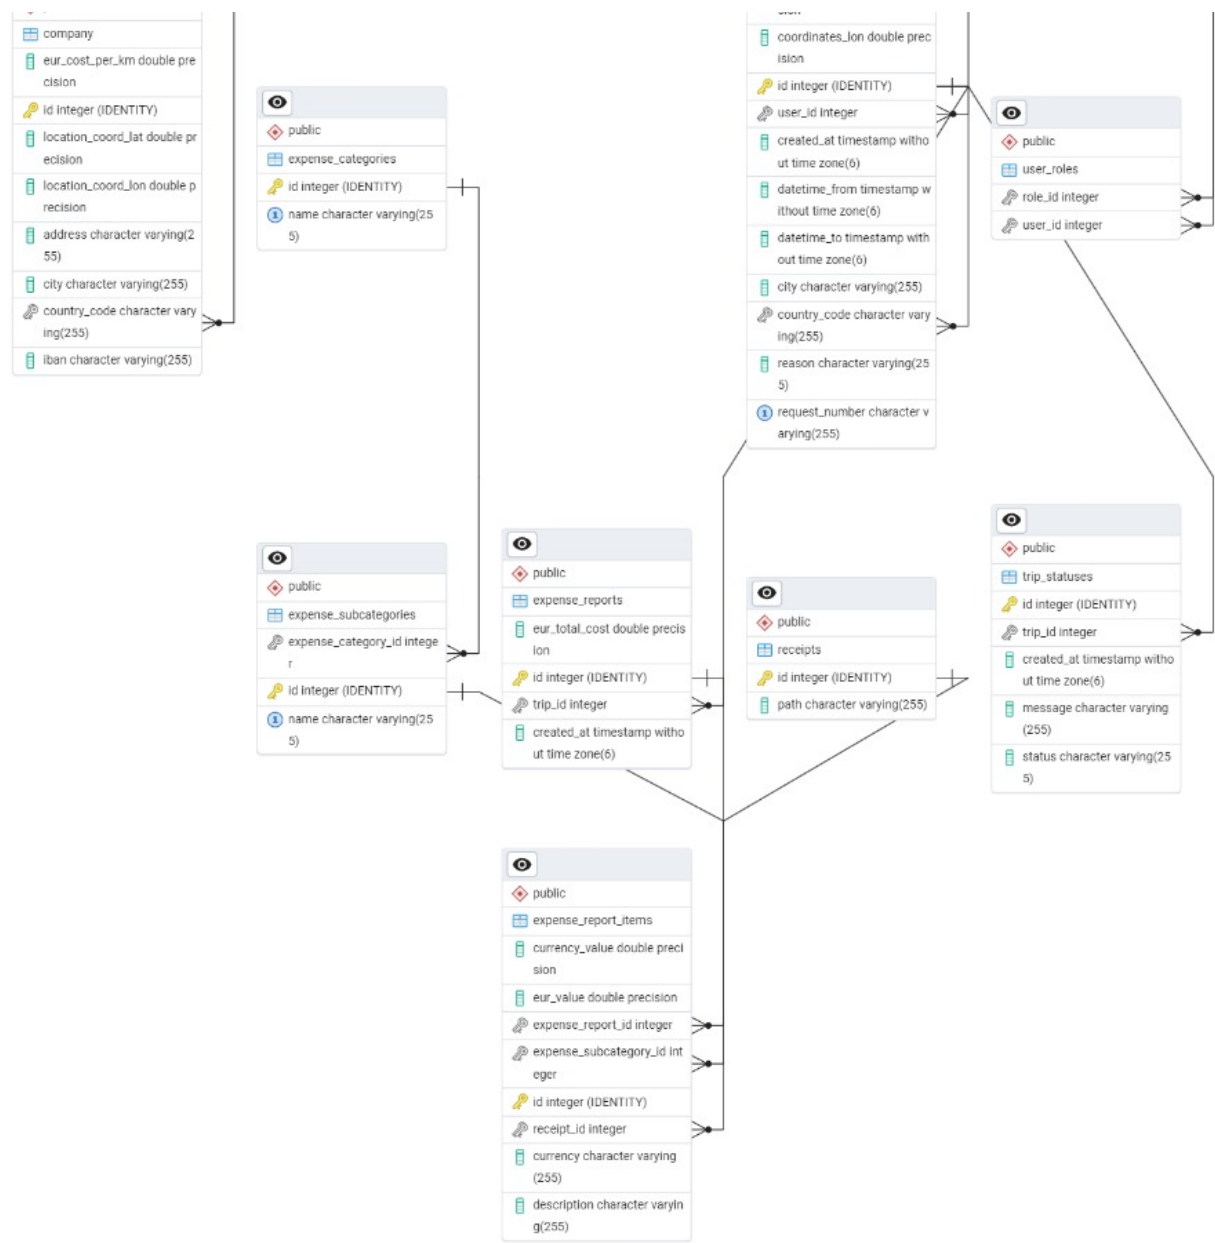 company
eur_cost_per_km double pre
cision
id integer (IDENTITY)
location_coord_lat double pr
ecision
location_coord_lon double p
recision
address character varying(2
55)
city character varying(255)
country_code character vary
ing(255)
iban character varying(255)
public
expense_categories
id integer (IDENTITY)
name character varying(25
5)
sion
coordinates_lon double prec
ision
id integer (IDENTITY)
user_id integer
created_at timestamp witho
ut time zone(6)
datetime_from timestamp w
ithout time zone(6)
datetime_to timestamp with
out time zone(6)
city character varying(255)
country_code character vary
ing(255)
reason character varying(25
5)
request_number character v
arying(255)
public
user_roles
role_id integer
user_id integer
public
expense_subcategories
expense_category_id intege
r
id integer (IDENTITY)
name character varying(25
5)
public
expense_reports
eur_total_cost double precis
ion
id integer (IDENTITY)
trip_id integer
created_at timestamp witho
ut time zone(6)
public
receipts
id integer (IDENTITY)
path character varying(255)
public
trip_statuses
id integer (IDENTITY)
trip_id integer
created_at timestamp witho
ut time zone(6)
message character varying
(255)
status character varying(25
5)
public
expense_report_items
currency_value double preci
sion
eur_value double precision
expense_report_id integer
expense_subcategory_id int
eger
id integer (IDENTITY)
receipt_id integer
currency character varying
(255)
description character varyin
g(255)